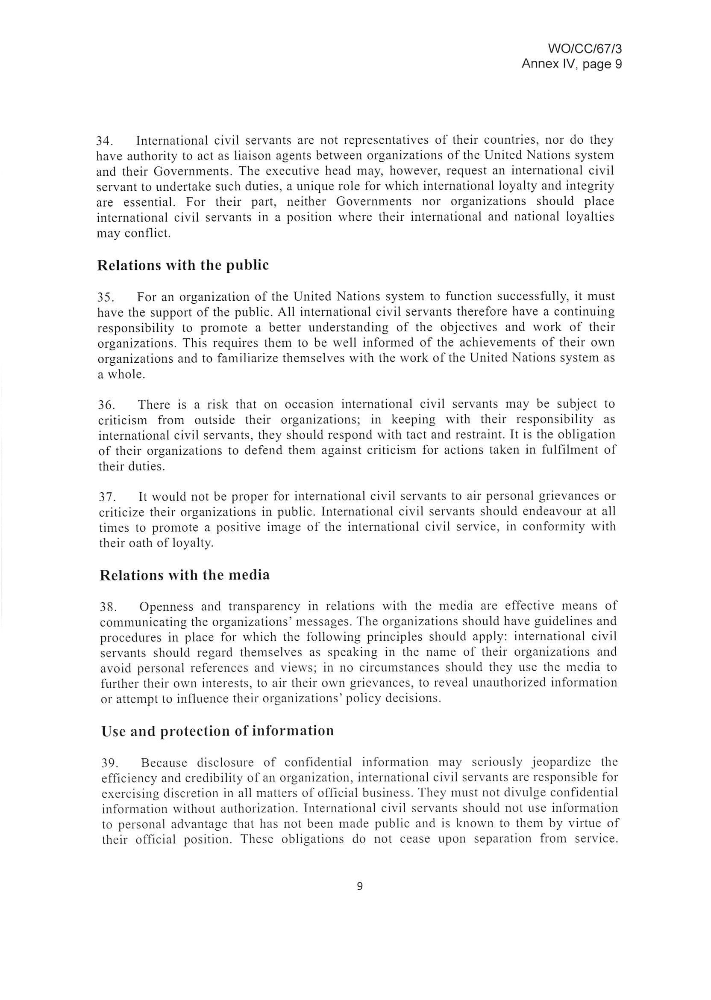 WO/CC/67/3
Annex IV, page 9
34. International civil servants are not representatives of their countries, nor do they
have authority to act as liaison agents between organizations of the United Nations system
and their Governments. The executive head may, however, request an international civil
servant to undertake such duties, a unique role for which international loyalty and integrity
are essential. For their part, neither Governments nor organizations should place
international civil servants in a position where their international and national loyalties
may conflict.
Relations with the public
35. For an organization of the United Nations system to function successfully, it must
have the support of the public. All international civil servants therefore have a continuing
responsibility to promote a better understanding of the objectives and work of their
organizations. This requires them to be well informed of the achievements of their own
organizations and to familiarize themselves with the work of the United Nations system as
a whole.
36. There is a risk that on occasion international civil servants may be subject to
criticism from outside their organizations; in keeping with their responsibility as
international civil servants, they should respond with tact and restraint. It is the obligation
of their organizations to defend them against criticism for actions taken in fulfilment of
their duties.
37. It would not be proper for international civil servants to air personal grievances or
criticize their organizations in public. International civil servants should endeavour at all
times to promote a positive image of the international civil service, in conformity with
their oath of loyalty.
Relations with the media
38. Openness and transparency in relations with the media are effective means of
communicating the organizations’ messages. The organizations should have guidelines and
procedures in place for which the following principles should apply: international civil
servants should regard themselves as speaking in the name of their organizations and
avoid personal references and views; in no circumstances should they use the media to
further their own interests, to air their own grievances, to reveal unauthorized information
or attempt to influence their organizations’ policy decisions.
Use and protection of information
39. Because disclosure of confidential information may seriously jeopardize the
efficiency and credibility of an organization, international civil servants are responsible for
exercising discretion in all matters of official business. They must not divulge confidential
information without authorization. International civil servants should not use information
to personal advantage that has not been made public and is known to them by virtue of
their official position. These obligations do not cease upon separation from service.
9